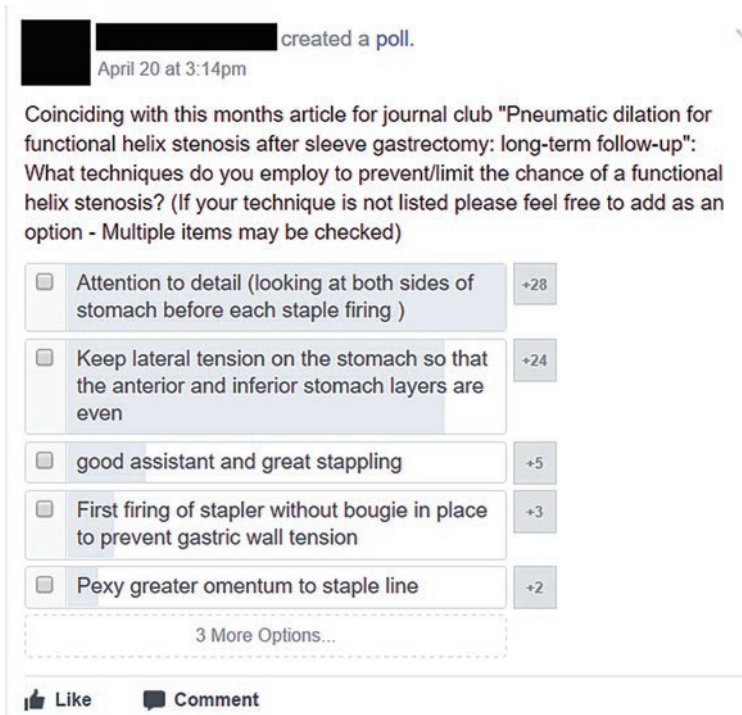 created a poll.
April 20 at 3:14pm
Coinciding with this months article for journal club "Pneumatic dilation for
functional helix stenosis after sleeve gastrectomy: long-term follow-up":
What techniques do you employ to prevent/limit the chance of a functional
helix stenosis? (If your technique is not listed please feel free to add as an
option - Multiple items may be checked)
Attention to detail (looking at both sides of
stomach before each staple firing )
+28
Keep lateral tension on the stomach so that
the anterior and inferior stomach layers are
even
+24
good assistant and great stappling
+5
First firing of stapler without bougie in place
to prevent gastric wall tension
+3
Pexy greater omentum to staple line
+2
3 More Options...
Like Comment